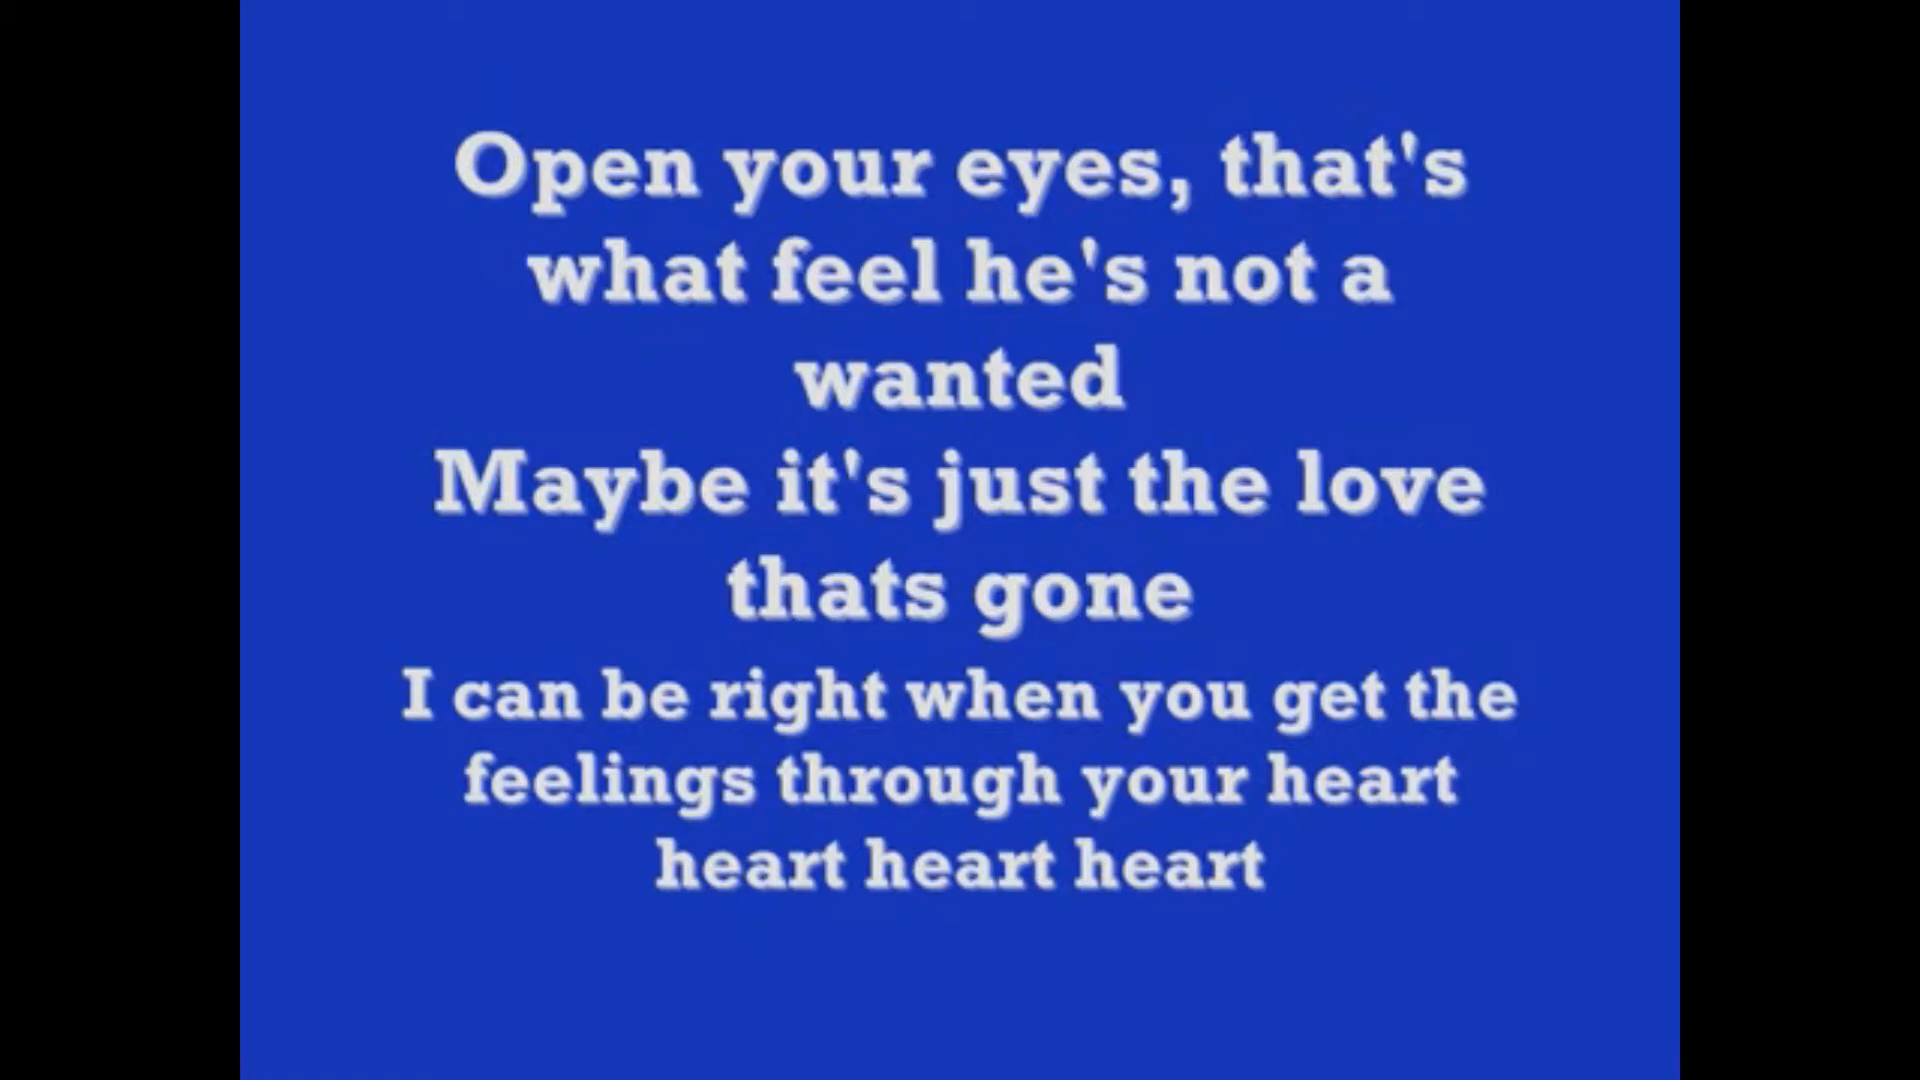 Open your eyes, that's
what feel he's not a
wanted
Maybe it's just the love
thats gone
I can be right when you get the
feelings through your heart
heart heart heart